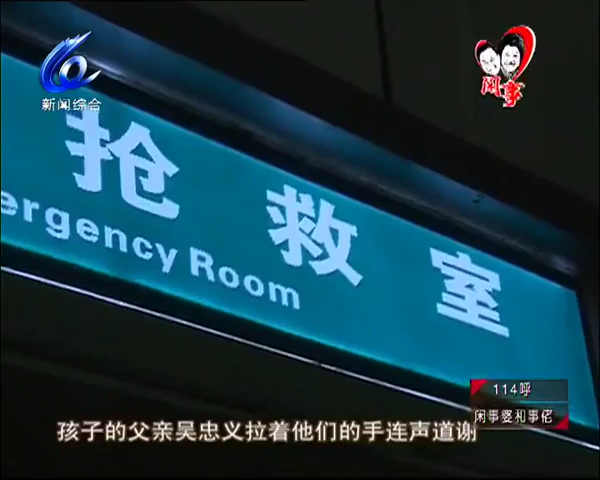 新闻综合
闲事
抢救室
ergency Room
114呼
闲事婆和事佬
孩子的父亲吴忠义拉着他们的手连声道谢